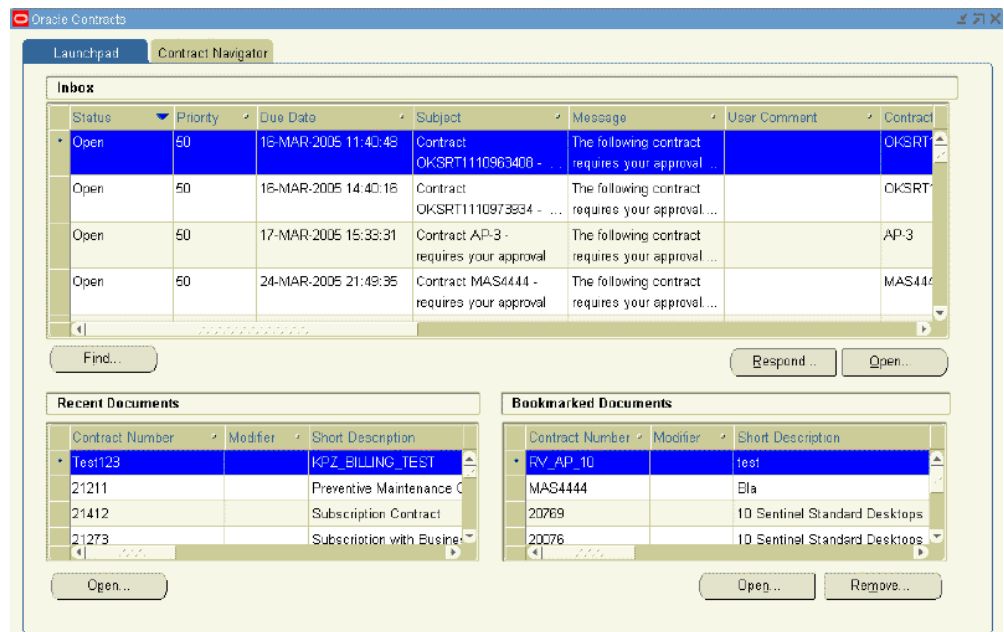 Oracle Contracts
Launchpad Contract Navigator
Inbox
Status Priority Due Date Subject Message User Comment Contract
Open 50 16-MAR-2005 11:40:48 Contract The following contract OKSRT1
OKSRT1110963408 - ... requires your approval ...
Open 50 16-MAR-2005 14:40:16 Contract The following contract OKSRT1
OKSRT1110973934 - ... requires your approval....
Open 50 17-MAR-2005 15:33:31 Contract AP-3 - The following contract AP-3
requires your approval requires your approval....
Open 50 24-MAR-2005 21:49:35 Contract MAS4444 - The following contract MAS444
requires your approval requires your approval....
Find... Respond... Open...
Recent Documents Bookmarked Documents
Contract Number Modifier Short Description Contract Number Modifier Short Description
Test123 KPZ_BILLING_TEST RV_AP_10 test
21211 Preventive Maintenance C MAS4444 Bla
21412 Subscription Contract 20769 10 Sentinel Standard Desktops
21273 Subscription with Busine 20076 10 Sentinel Standard Desktops
Open... Open... Remove...